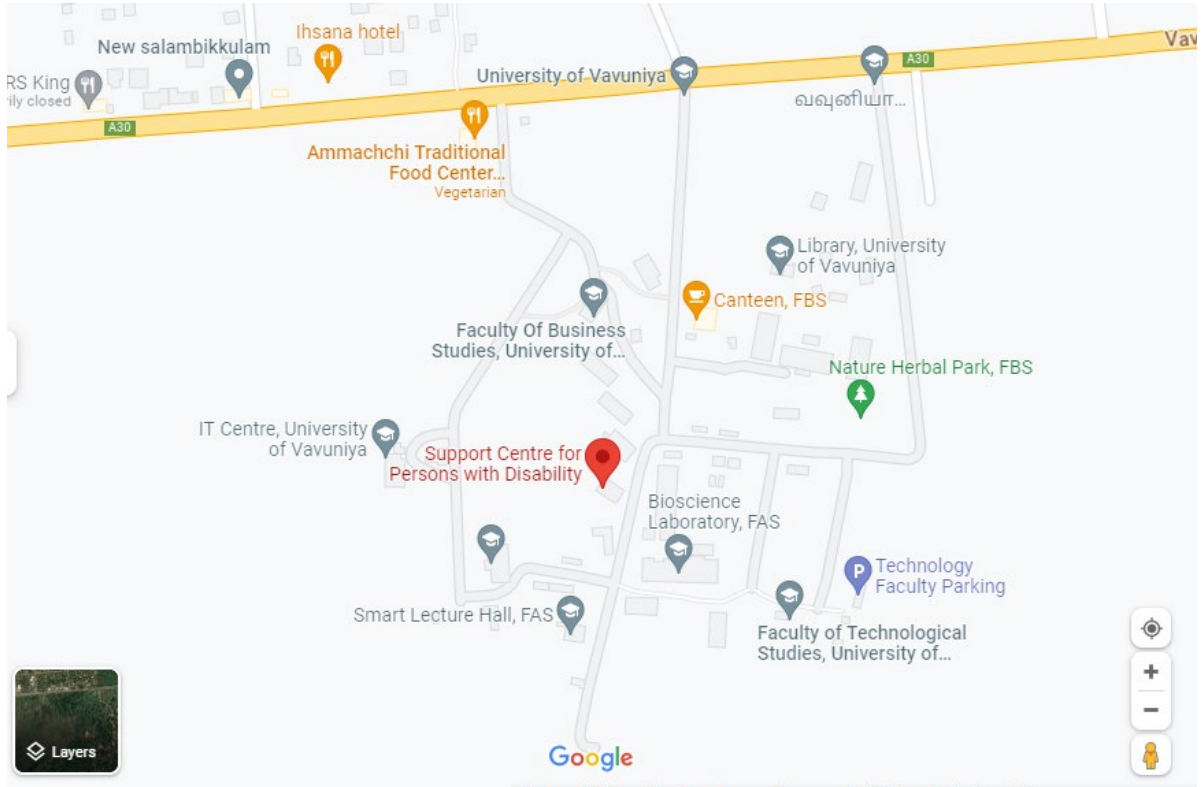 Ihsana hotel
New salambikkulam
RS King
rily closed
A30
University of Vavuniya
A30
Vav
வவுனியா...
Ammachchi Traditional
Food Center...
Vegetarian
Library, University
of Vavuniya
Canteen, FBS
Faculty Of Business
Studies, University of...
Nature Herbal Park, FBS
IT Centre, University
of Vavuniya
Support Centre for
Persons with Disability
Bioscience
Laboratory, FAS
Technology
Faculty Parking
P
Smart Lecture Hall, FAS
Faculty of Technological
Studies, University of...
Layers
Google